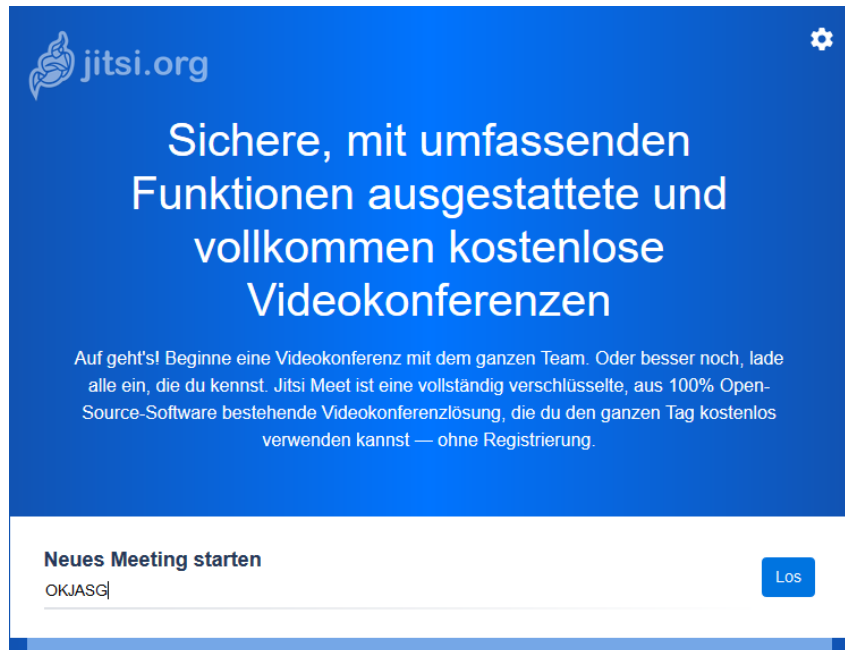 jitsi.org
Sichere, mit umfassenden
Funktionen ausgestattete und
vollkommen kostenlose
Videokonferenzen
Auf geht's! Beginne eine Videokonferenz mit dem ganzen Team. Oder besser noch, lade
alle ein, die du kennst. Jitsi Meet ist eine vollständig verschlüsselte, aus 100% Open-
Source-Software bestehende Videokonferenzlösung, die du den ganzen Tag kostenlos
verwenden kannst — ohne Registrierung.
Neues Meeting starten
OKJASG
Los